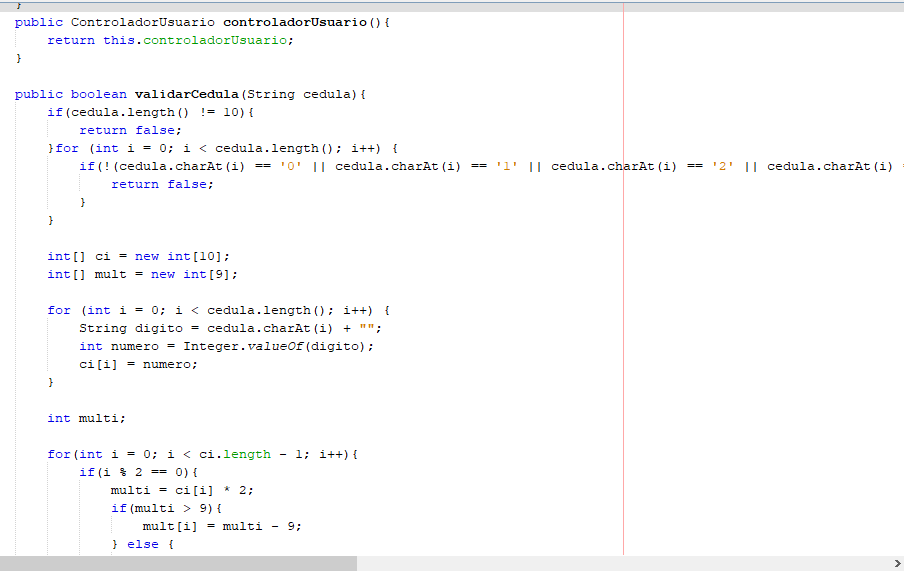 }
public ControladorUsuario controladorUsuario(){
    return this.controladorUsuario;
}

public boolean validarCedula(String cedula){
    if(cedula.length() != 10){
        return false;
    }for (int i = 0; i < cedula.length(); i++) {
        if(!(cedula.charAt(i) == '0' || cedula.charAt(i) == '1' || cedula.charAt(i) == '2' || cedula.charAt(i) =
            return false;
        }
    }

    int[] ci = new int[10];
    int[] mult = new int[9];

    for (int i = 0; i < cedula.length(); i++) {
        String digito = cedula.charAt(i) + "";
        int numero = Integer.valueOf(digito);
        ci[i] = numero;
    }

    int multi;

    for(int i = 0; i < ci.length - 1; i++){
        if(i % 2 == 0){
            multi = ci[i] * 2;
            if(multi > 9){
                mult[i] = multi - 9;
            } else {